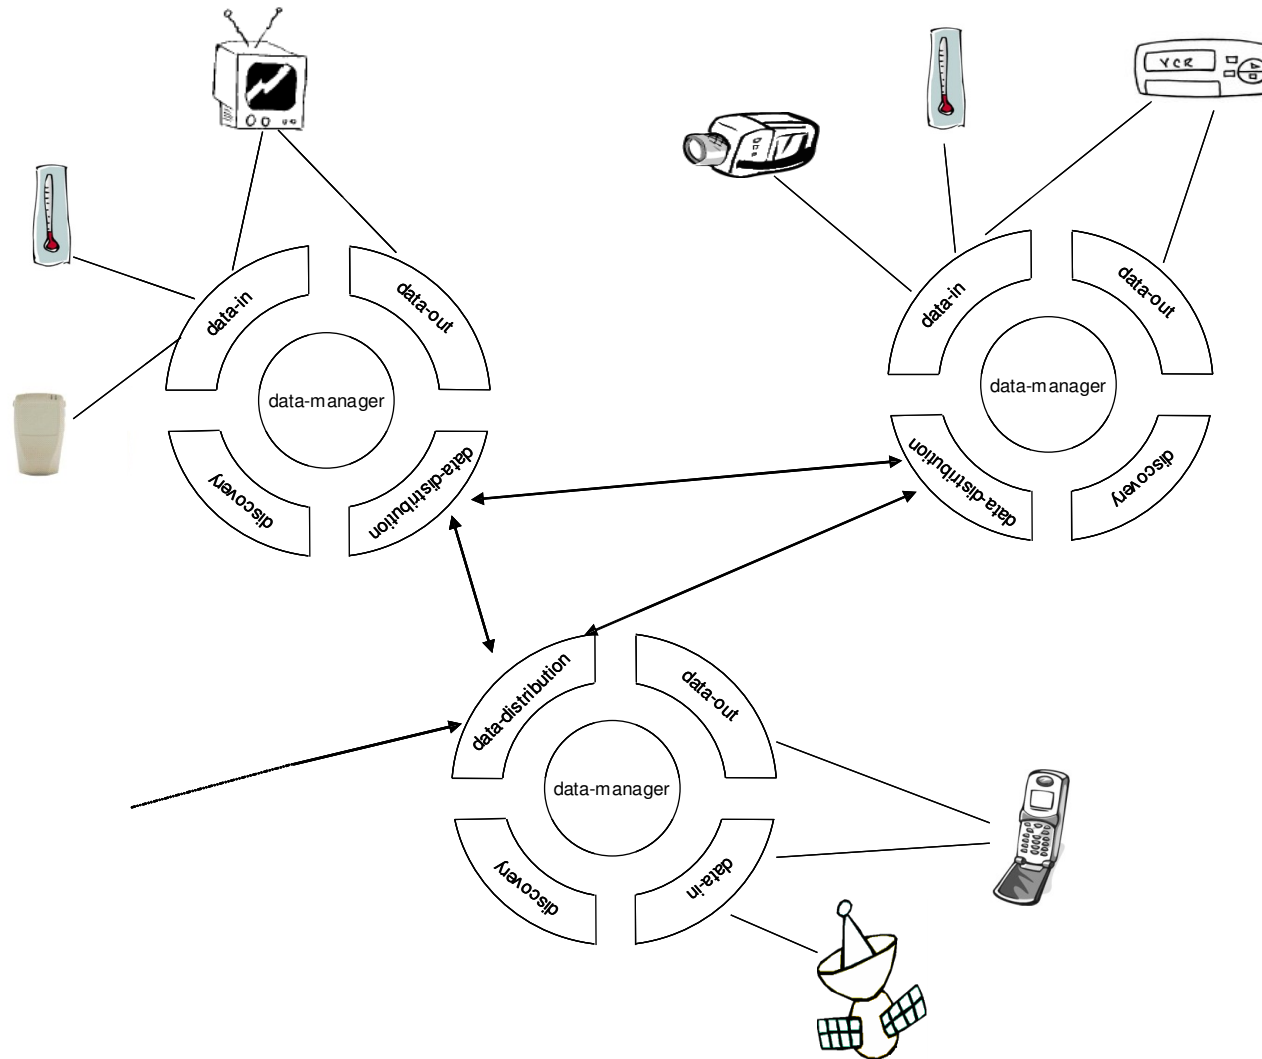 VCR
data-in
data-out
data-manager
discovery
data-distribution
data-in
data-out
data-manager
data-distribution
discovery
data-distribution
data-out
data-manager
discovery
data-in